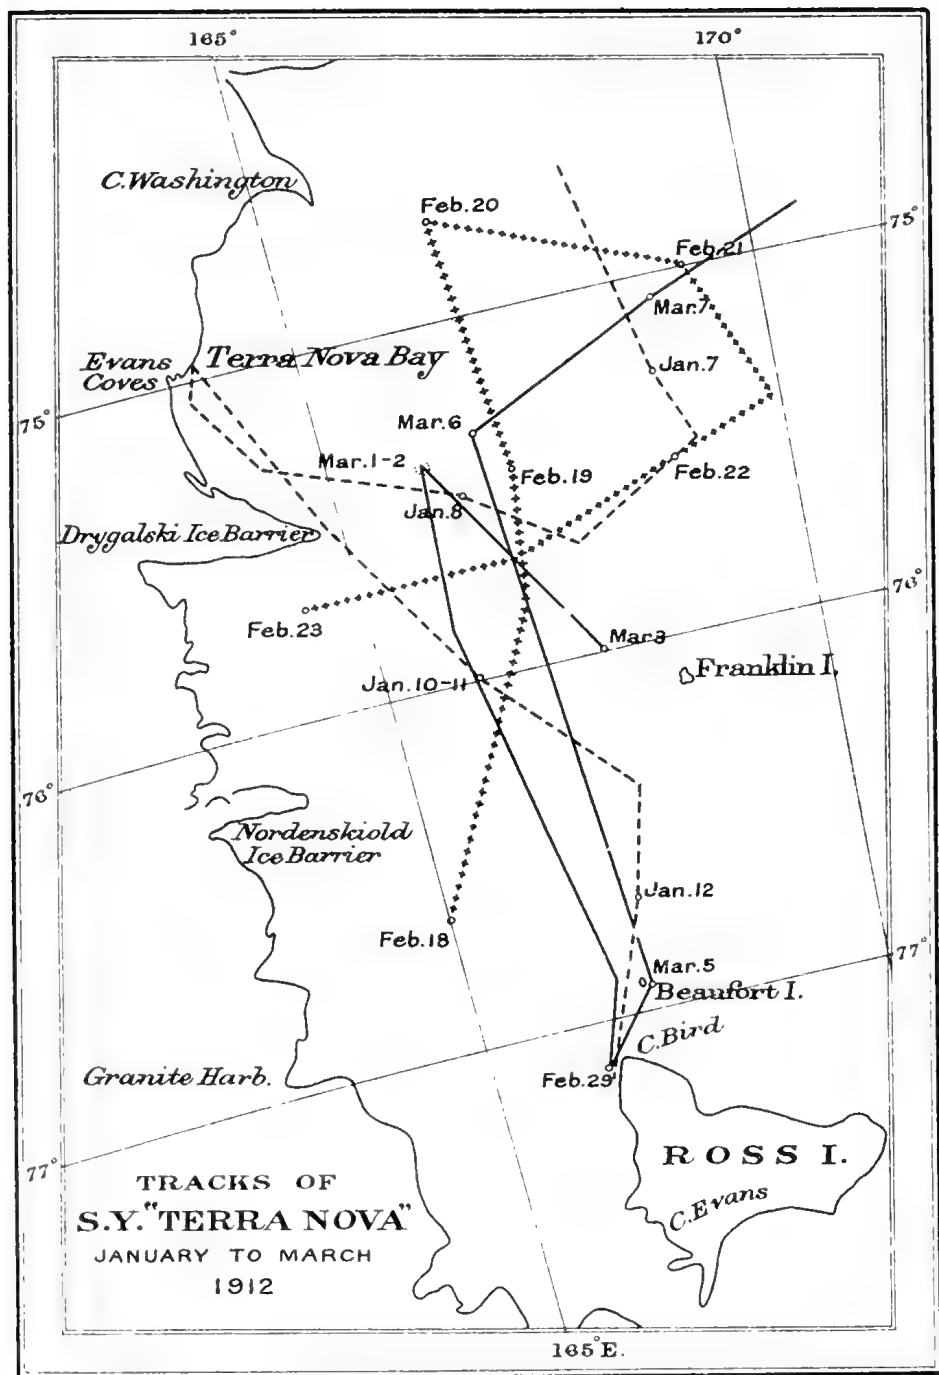 165°
170°
C. Washington
Feb. 20
Feb. 21
75°
Mar. 7
Evans
Coves
Terra Nova Bay
Jan. 7
75°
Mar. 6
Mar. 1-2
Feb. 19
Feb. 22
Jan. 8
Drygalski Ice Barrier
76°
Feb. 23
Mar 3
Franklin I.
Jan. 10-11
76°
Nordenskiold
Ice Barrier
Jan. 12
Feb. 18
77°
Mar. 5
Beaufort I.
C. Bird
Granite Harb.
Feb. 29
ROSS I.
77°
C. Evans
TRACKS OF
S.Y. "TERRA NOVA"
JANUARY TO MARCH
1912
165° E.